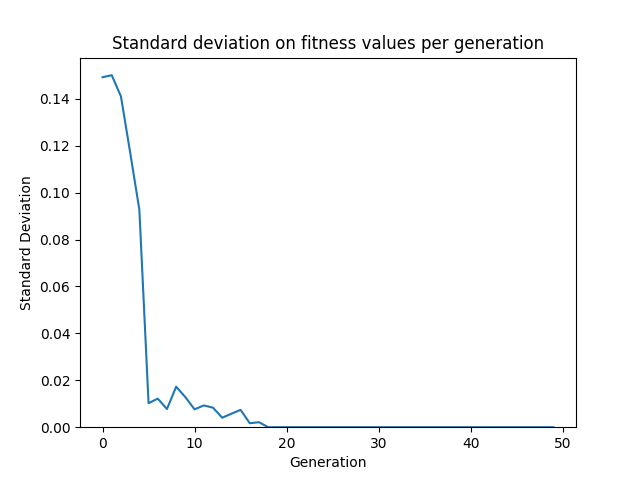 Standard deviation on fitness values per generation
0.14
0.12
0.10
0.08
0.06
0.04
0.02
0.00
Standard Deviation
0 10 20 30 40 50
Generation